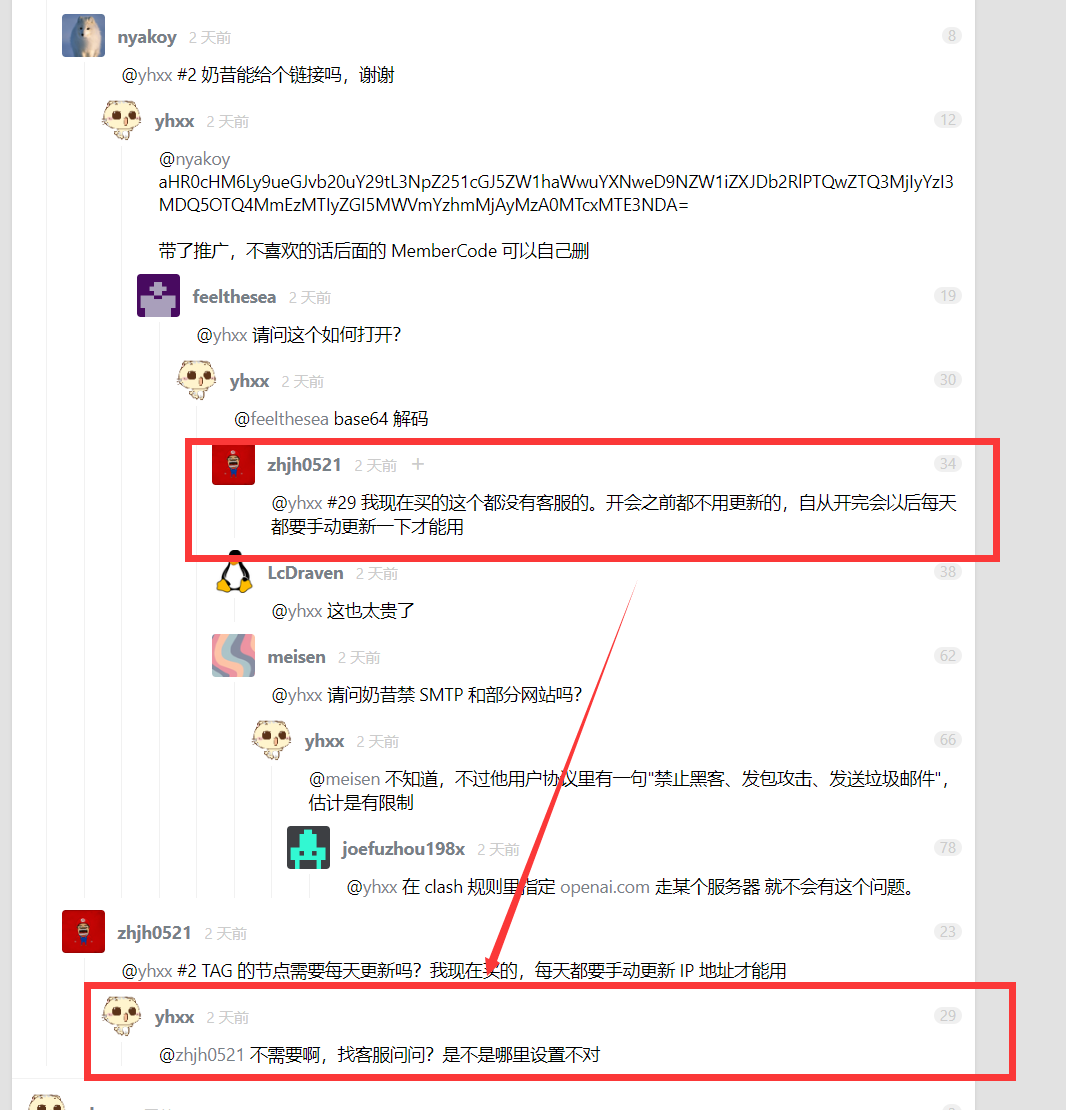 nyakoy 2 天前 8
@yhxx #2 奶昔能给个链接吗，谢谢
yhxx 2 天前 12
@nyakoy
aHR0cHM6Ly9ueGJvb20uY29tL3NpZ251cGJ5ZW1haWwuYXNweD9NZW1iZXJDb2RlPTQwZTQ3MjIyYzI3
MDQ5OTQ4MmEzMTIyZGI5MWVmYzhmMjAyMzA0MTcxMTE3NDA=
带了推广，不喜欢的话后面的 MemberCode 可以自己删
feelthesea 2 天前 19
@yhxx 请问这个如何打开？
yhxx 2 天前 30
@feelthesea base64 解码
zhjh0521 2 天前 + 34
@yhxx #29 我现在买的这个都没有客服的。开会之前都不用更新的，自从开完会以后每天
都要手动更新一下才能用
LcDraven 2 天前 38
@yhxx 这也太贵了
meisen 2 天前 62
@yhxx 请问奶昔禁 SMTP 和部分网站吗？
yhxx 2 天前 66
@meisen 不知道，不过他用户协议里有一句"禁止黑客、发包攻击、发送垃圾邮件"，
估计是有限制
joefuzhou198x 2 天前 78
@yhxx 在 clash 规则里指定 openai.com 走某个服务器 就不会有这个问题。
zhjh0521 2 天前 23
@yhxx #2 TAG 的节点需要每天更新吗？我现在买的，每天都要手动更新 IP 地址才能用
yhxx 2 天前 29
@zhjh0521 不需要啊，找客服问问？是不是哪里设置不对